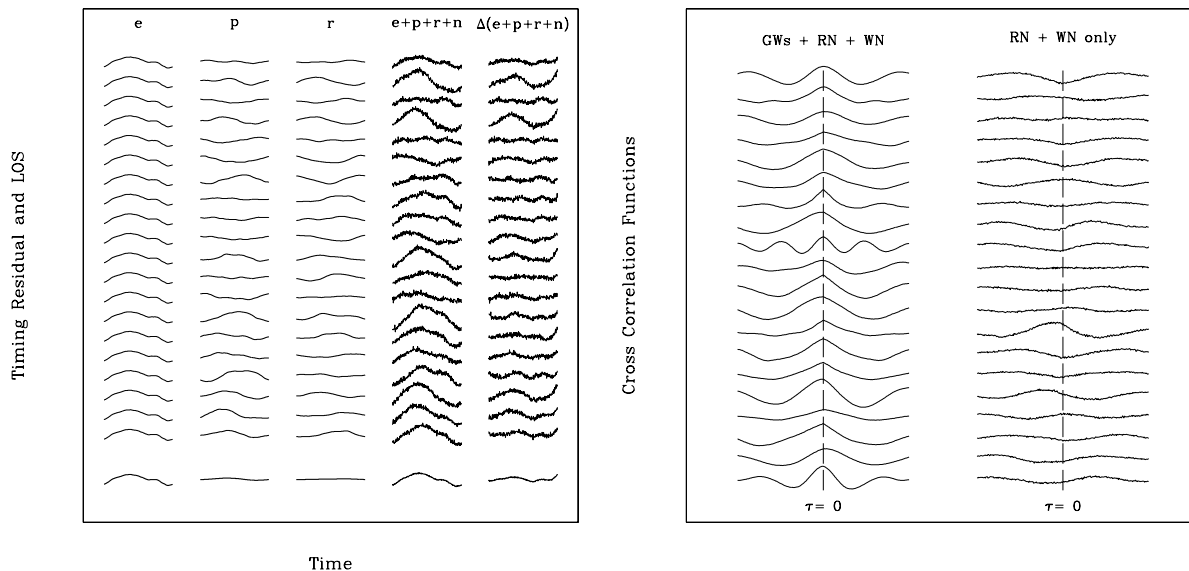 e p r e+p+r+n Δ(e+p+r+n)
Timing Residual and LOS
Time
GWs + RN + WN RN + WN only
Cross Correlation Functions
τ= 0 τ= 0